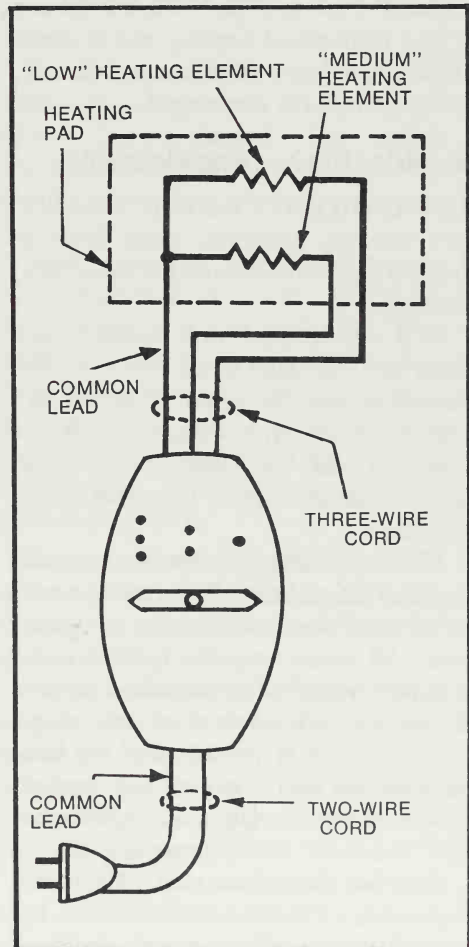 "LOW" HEATING ELEMENT
"MEDIUM"
HEATING
ELEMENT
HEATING
PAD
COMMON
LEAD
THREE-WIRE
CORD
COMMON
LEAD
TWO-WIRE
CORD